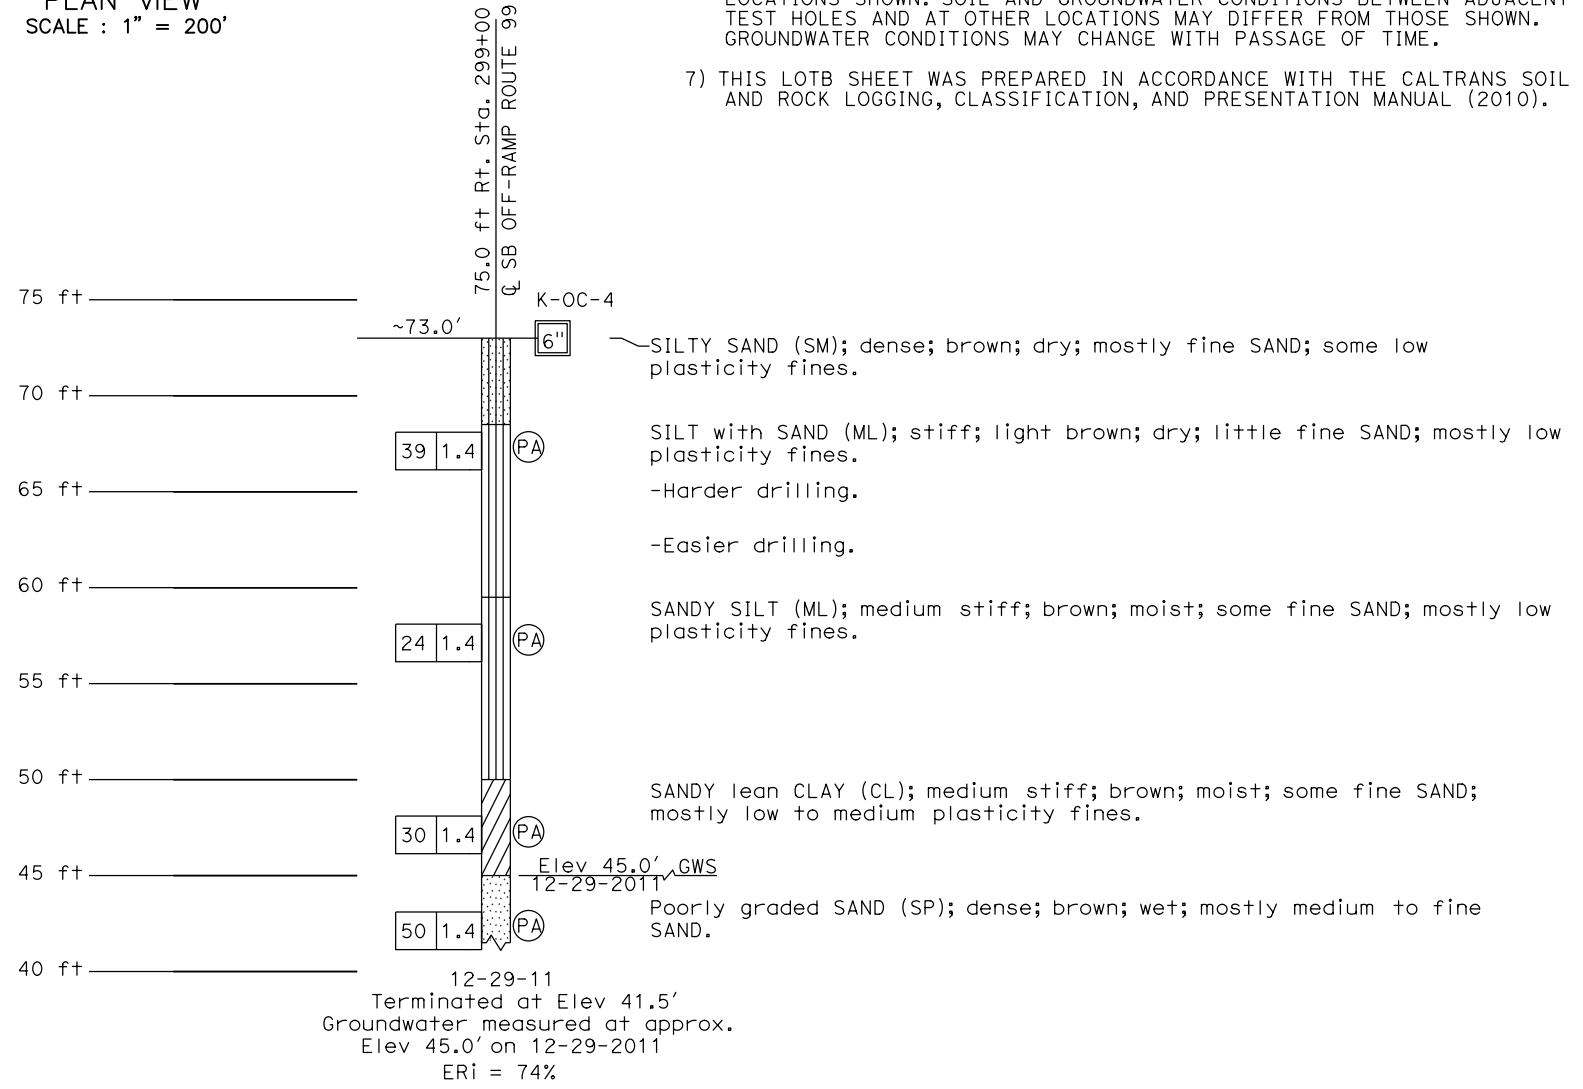 PLAN VIEW
SCALE : 1" = 200'
LOCATIONS SHOWN. SOIL AND GROUNDWATER CONDITIONS BETWEEN ADJACENT
TEST HOLES AND AT OTHER LOCATIONS MAY DIFFER FROM THOSE SHOWN.
GROUNDWATER CONDITIONS MAY CHANGE WITH PASSAGE OF TIME.
7) THIS LOTB SHEET WAS PREPARED IN ACCORDANCE WITH THE CALTRANS SOIL
AND ROCK LOGGING, CLASSIFICATION, AND PRESENTATION MANUAL (2010).
75.0 ft Rt. Sta. 299+00
℄ SB OFF-RAMP ROUTE 99
75 ft
K-OC-4
~73.0'
6"
SILTY SAND (SM); dense; brown; dry; mostly fine SAND; some low
plasticity fines.
70 ft
39 1.4 PA
SILT with SAND (ML); stiff; light brown; dry; little fine SAND; mostly low
plasticity fines.
65 ft
-Harder drilling.
-Easier drilling.
60 ft
SANDY SILT (ML); medium stiff; brown; moist; some fine SAND; mostly low
plasticity fines.
24 1.4 PA
55 ft
50 ft
SANDY lean CLAY (CL); medium stiff; brown; moist; some fine SAND;
mostly low to medium plasticity fines.
30 1.4 PA
45 ft
Elev 45.0' GWS
12-29-2011
Poorly graded SAND (SP); dense; brown; wet; mostly medium to fine
SAND.
50 1.4 PA
40 ft
12-29-11
Terminated at Elev 41.5'
Groundwater measured at approx.
Elev 45.0' on 12-29-2011
ERi = 74%